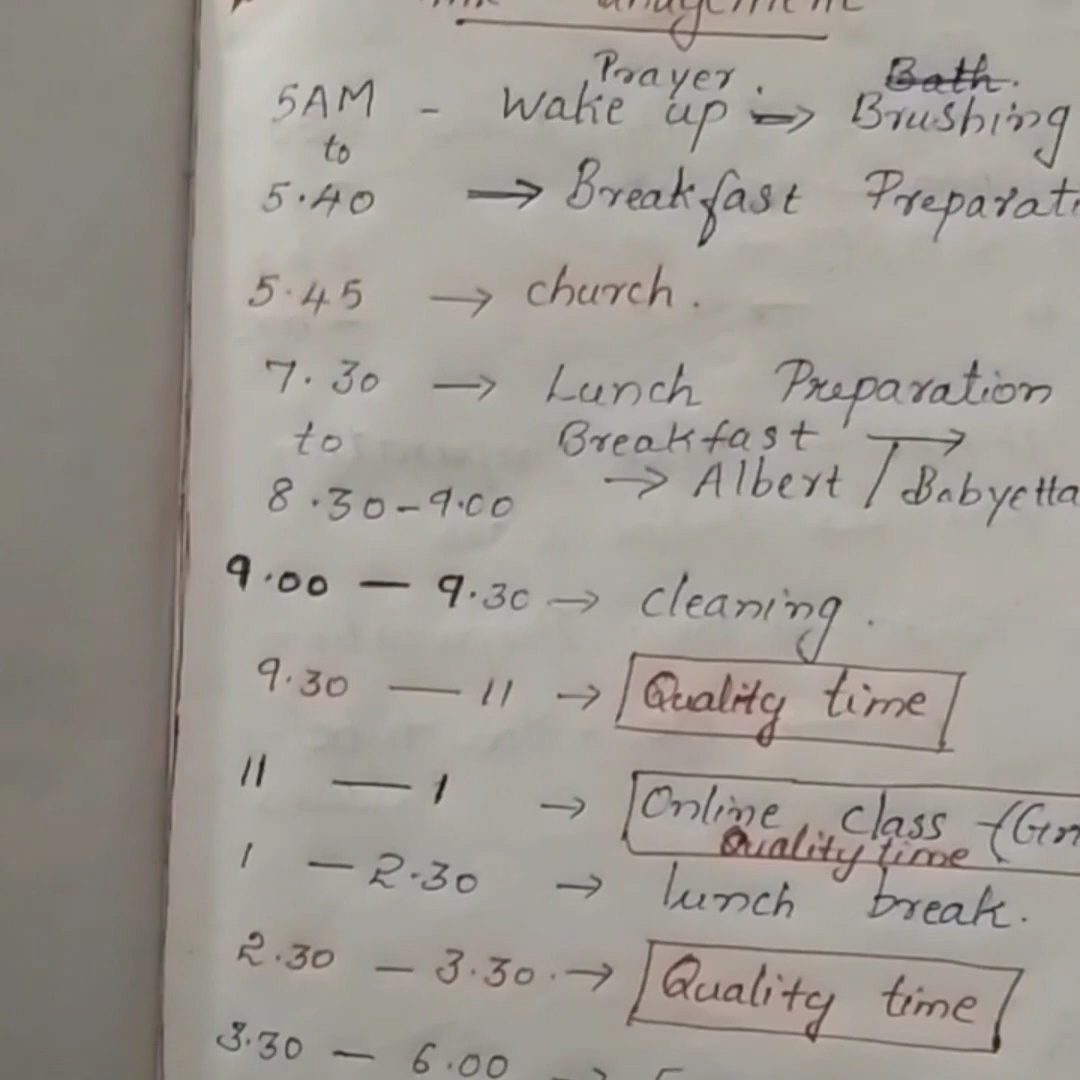 Prayer. Bath.
5AM - Wake up => Brushing
to
5.40 → Breakfast
5.45 → church.
7.30 → Lunch Preparation
to Breakfast →
8.30-9.00 → Albert / Babyetta
9.00 — 9.30 → cleaning.
9.30 — 11 → Quality time
11 — 1 → Online class
Quality time
1 — 2.30 → lunch break.
2.30 — 3.30. → Quality time
3.30 — 6.00